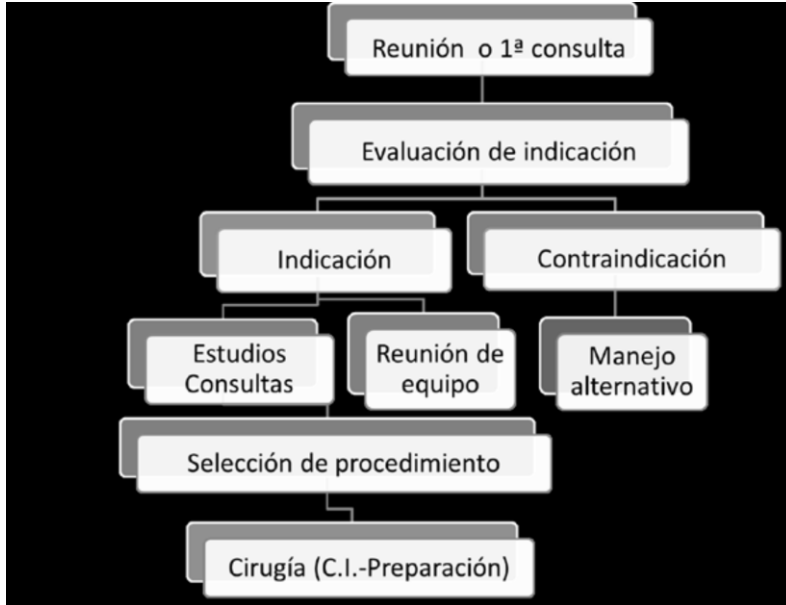 Reunión o 1ª consulta
Evaluación de indicación
Indicación
Contraindicación
Estudios
Consultas
Reunión de
equipo
Manejo
alternativo
Selección de procedimiento
Cirugía (C.I.-Preparación)